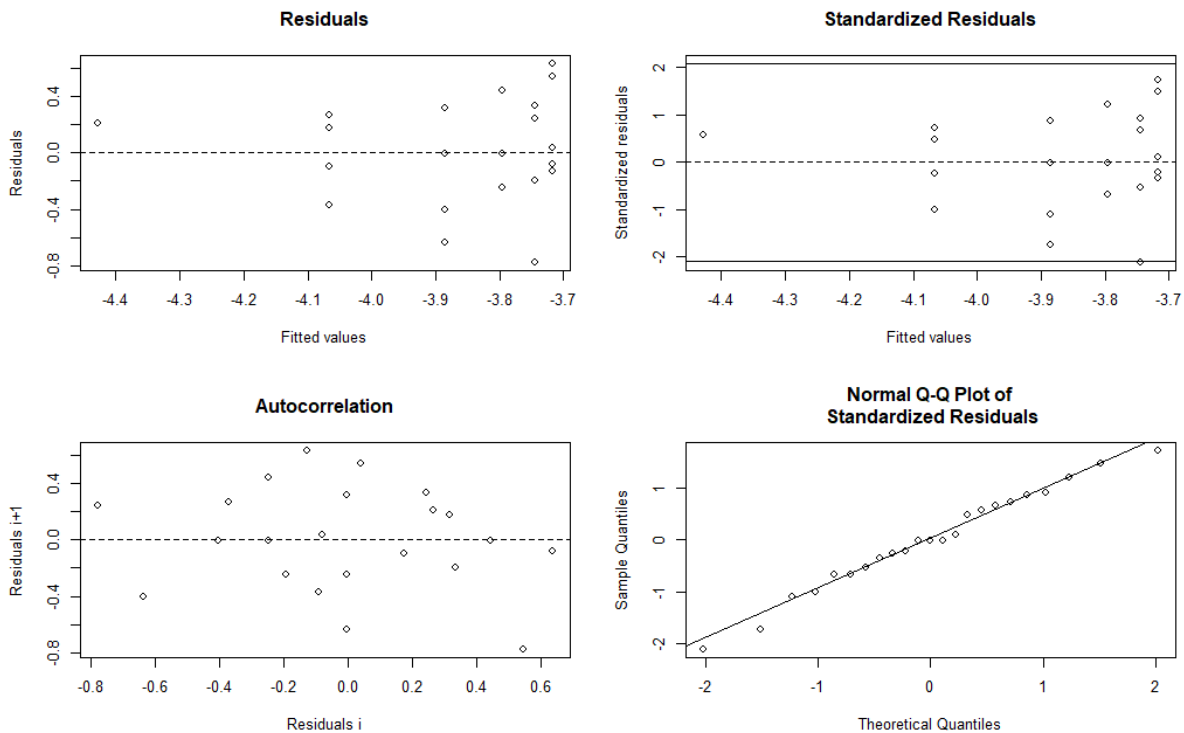 Residuals
Residuals
0.4
0.0
-0.4
-0.8
-4.4 -4.3 -4.2 -4.1 -4.0 -3.9 -3.8 -3.7
Fitted values
Standardized Residuals
Standardized residuals
2
1
0
-1
-2
-4.4 -4.3 -4.2 -4.1 -4.0 -3.9 -3.8 -3.7
Fitted values
Autocorrelation
Residuals i+1
0.4
0.0
-0.4
-0.8
-0.8 -0.6 -0.4 -0.2 0.0 0.2 0.4 0.6
Residuals i
Normal Q-Q Plot of
Standardized Residuals
Sample Quantiles
1
0
-1
-2
-2 -1 0 1 2
Theoretical Quantiles